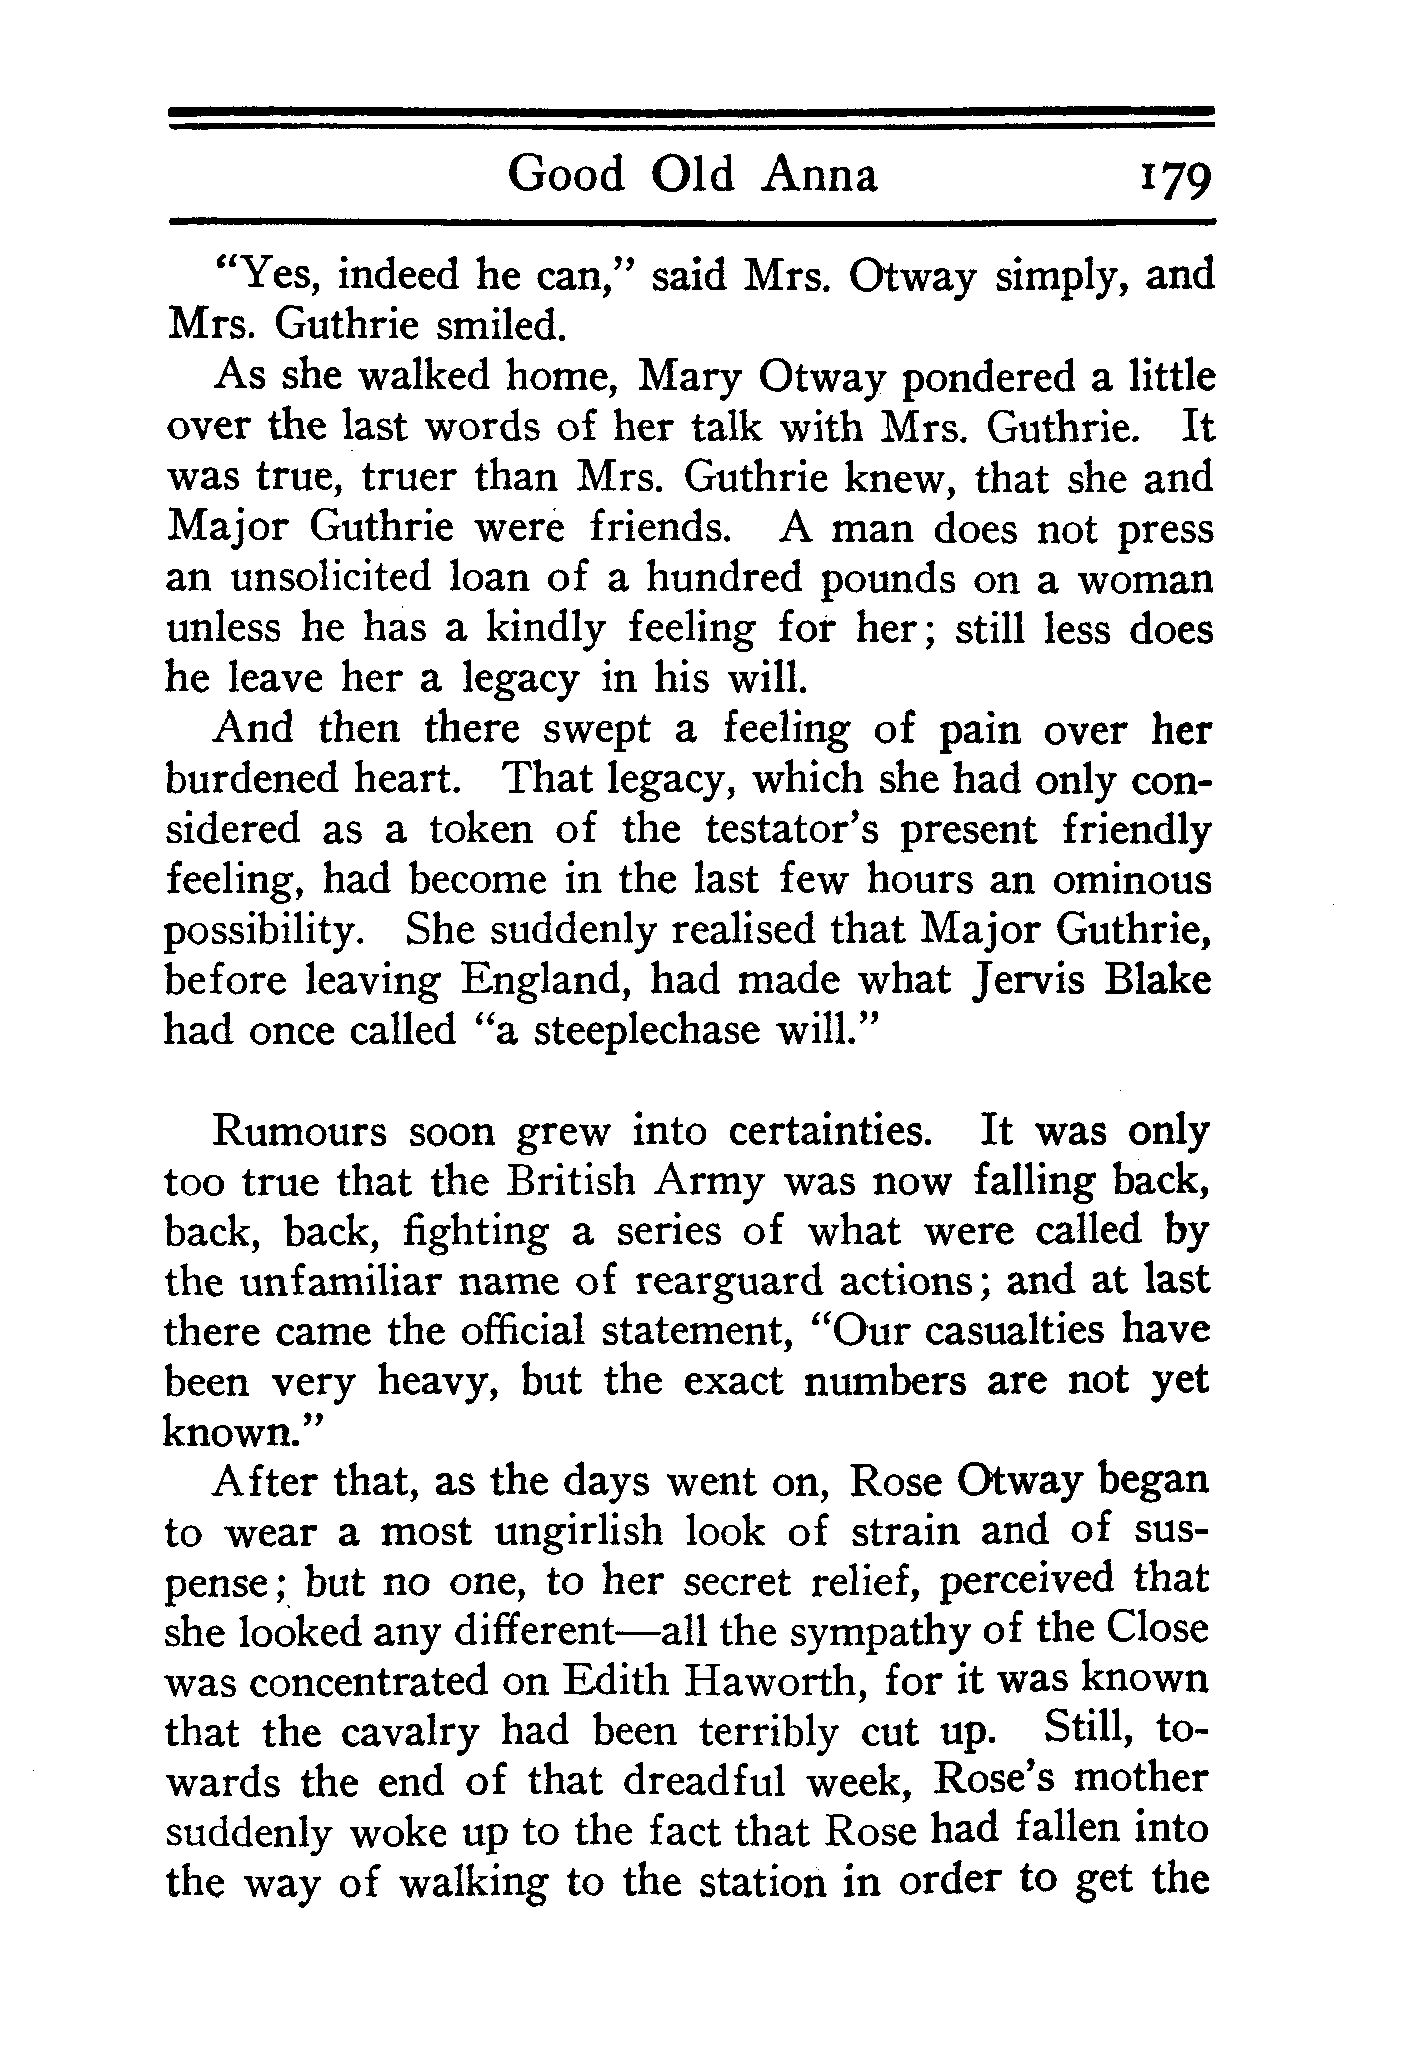 Good Old Anna 179
“Yes, indeed he can,” said Mrs. Otway simply, and
Mrs. Guthrie smiled.
As she walked home, Mary Otway pondered a little
over the last words of her talk with Mrs. Guthrie. It
was true, truer than Mrs. Guthrie knew, that she and
Major Guthrie were friends. A man does not press
an unsolicited loan of a hundred pounds on a woman
unless he has a kindly feeling for her; still less does
he leave her a legacy in his will.
And then there swept a feeling of pain over her
burdened heart. That legacy, which she had only con-
sidered as a token of the testator’s present friendly
feeling, had become in the last few hours an ominous
possibility. She suddenly realised that Major Guthrie,
before leaving England, had made what Jervis Blake
had once called “a steeplechase will.”
Rumours soon grew into certainties. It was only
too true that the British Army was now falling back,
back, back, fighting a series of what were called by
the unfamiliar name of rearguard actions; and at last
there came the official statement, “Our casualties have
been very heavy, but the exact numbers are not yet
known.”
After that, as the days went on, Rose Otway began
to wear a most ungirlish look of strain and of sus-
pense; but no one, to her secret relief, perceived that
she looked any different—all the sympathy of the Close
was concentrated on Edith Haworth, for it was known
that the cavalry had been terribly cut up. Still, to-
wards the end of that dreadful week, Rose’s mother
suddenly woke up to the fact that Rose had fallen into
the way of walking to the station in order to get the